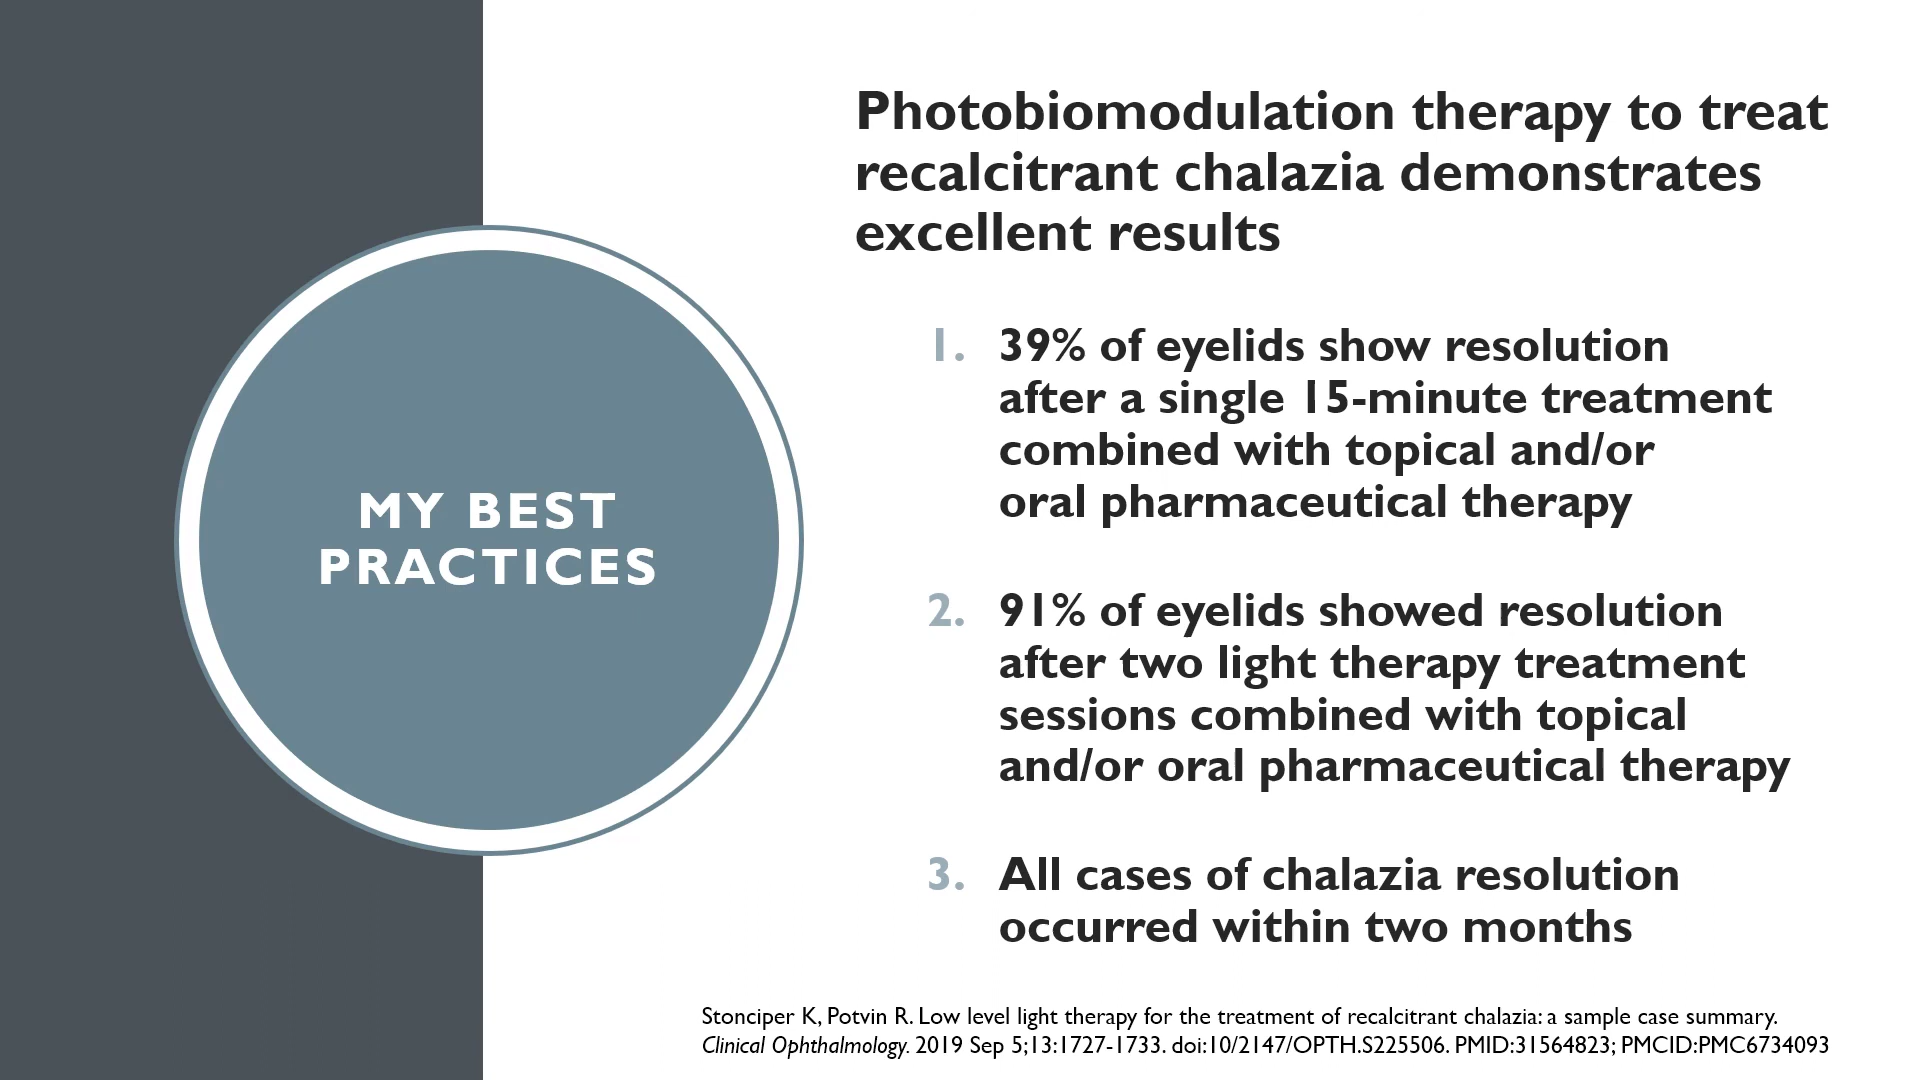 MY BEST
PRACTICES
Photobiomodulation therapy to treat
recalcitrant chalazia demonstrates
excellent results
1. 39% of eyelids show resolution
after a single 15-minute treatment
combined with topical and/or
oral pharmaceutical therapy
2. 91% of eyelids showed resolution
after two light therapy treatment
sessions combined with topical
and/or oral pharmaceutical therapy
3. All cases of chalazia resolution
occurred within two months
Stonciper K, Potvin R. Low level light therapy for the treatment of recalcitrant chalazia: a sample case summary.
Clinical Ophthalmology. 2019 Sep 5;13:1727-1733. doi:10/2147/OPTH.S225506. PMID:31564823; PMCID:PMC6734093